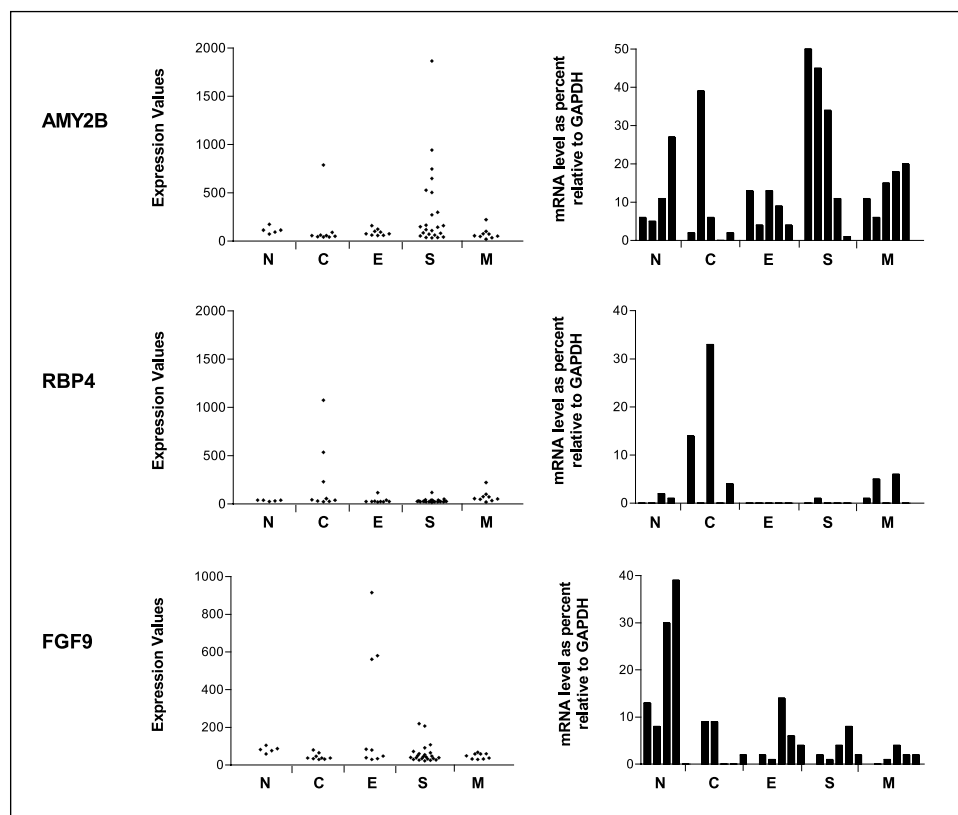 AMY2B
Expression Values
2000
1500
1000
500
0
N C E S M
mRNA level as percent
relative to GAPDH
50
40
30
20
10
0
N C E S M
RBP4
Expression Values
2000
1500
1000
500
0
N C E S M
mRNA level as percent
relative to GAPDH
40
30
20
10
0
N C E S M
FGF9
Expression Values
1000
800
600
400
200
0
N C E S M
mRNA level as percent
relative to GAPDH
40
30
20
10
0
N C E S M